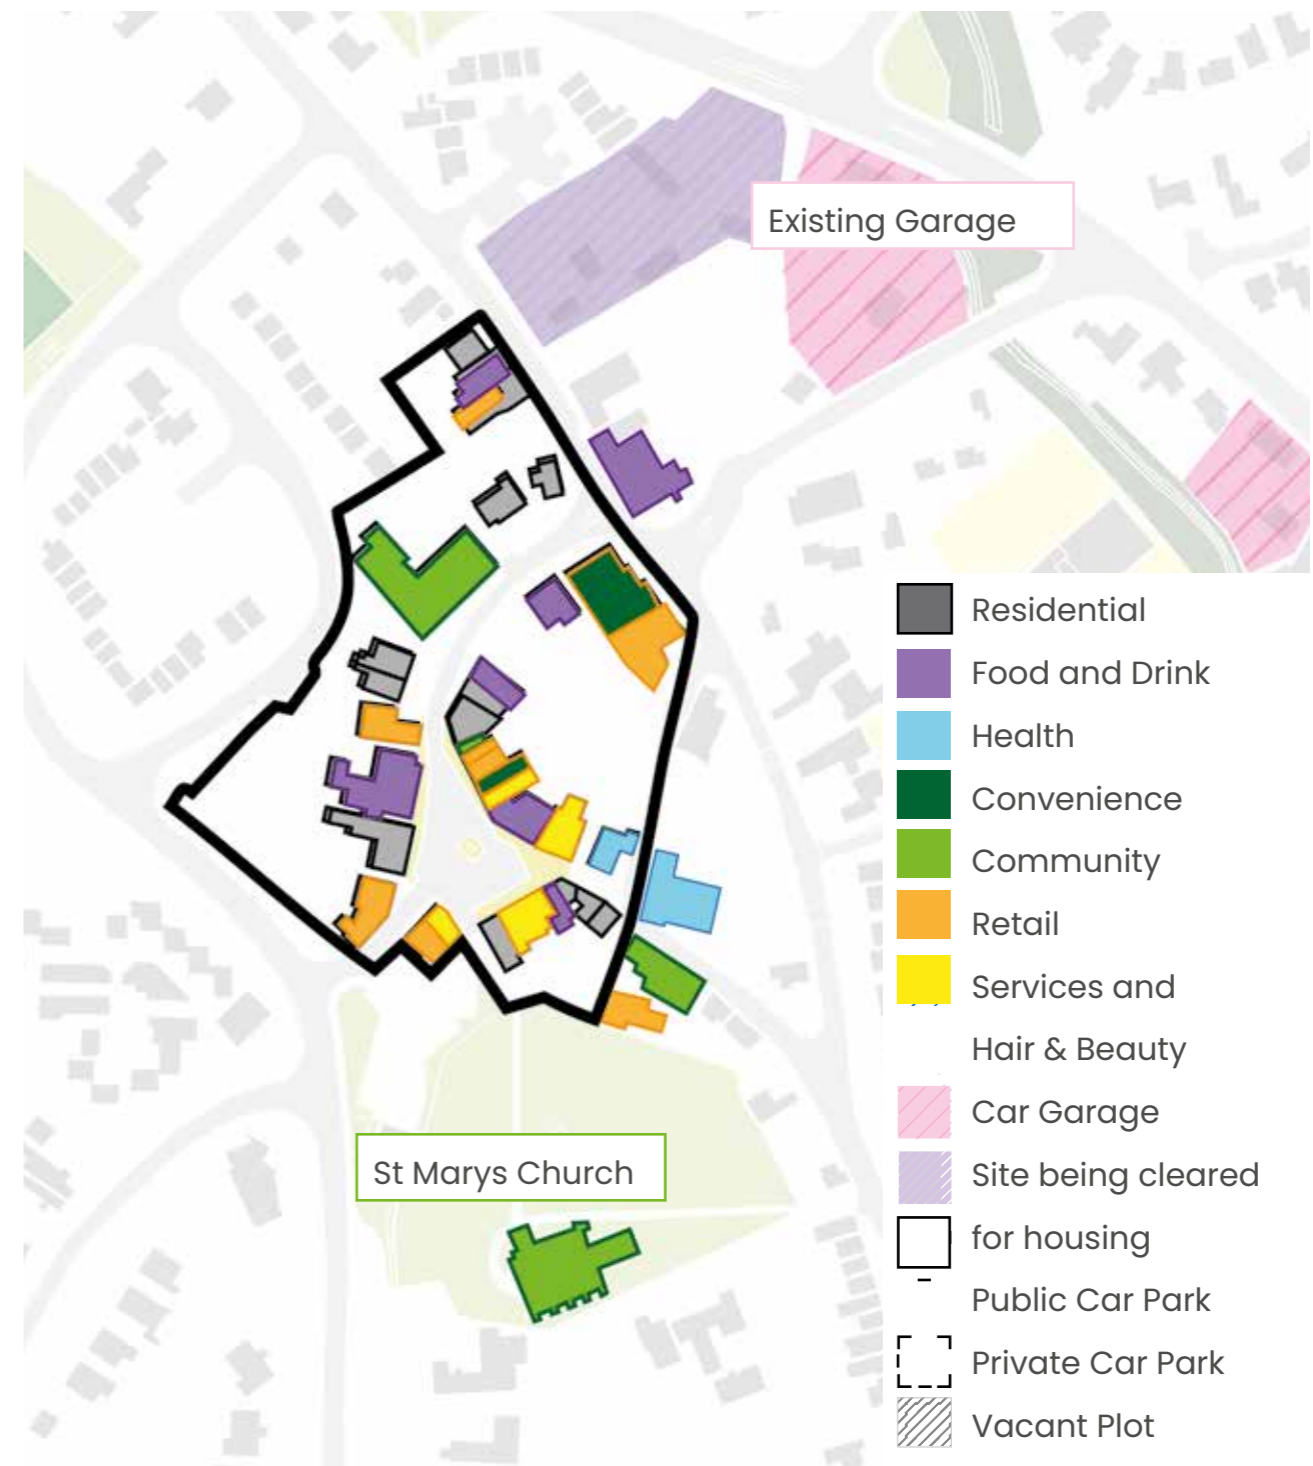 Existing Garage
Residential
Food and Drink
Health
Convenience
Community
Retail
Services and
Hair & Beauty
Car Garage
St Marys Church
Site being cleared
for housing
Public Car Park
Private Car Park
Vacant Plot